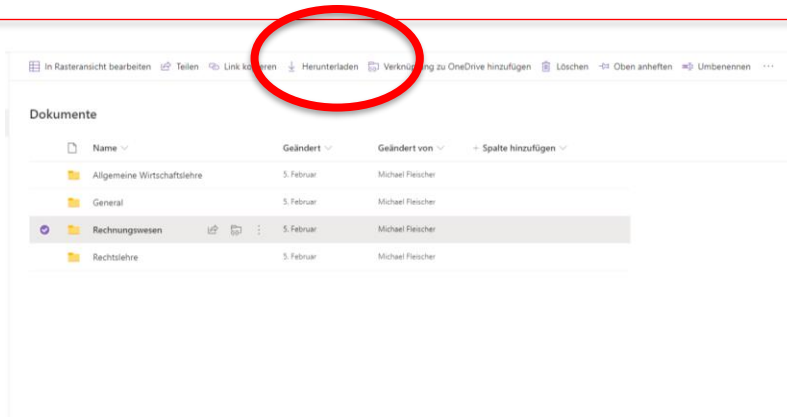 In Rasteransicht bearbeiten Teilen Link kopieren Herunterladen Verknüpfung zu OneDrive hinzufügen Löschen Oben anheften Umbenennen ...
Dokumente
Name Geändert Geändert von + Spalte hinzufügen
Allgemeine Wirtschaftslehre 5. Februar Michael Fleischer
General 5. Februar Michael Fleischer
Rechnungswesen 5. Februar Michael Fleischer
Rechtslehre 5. Februar Michael Fleischer